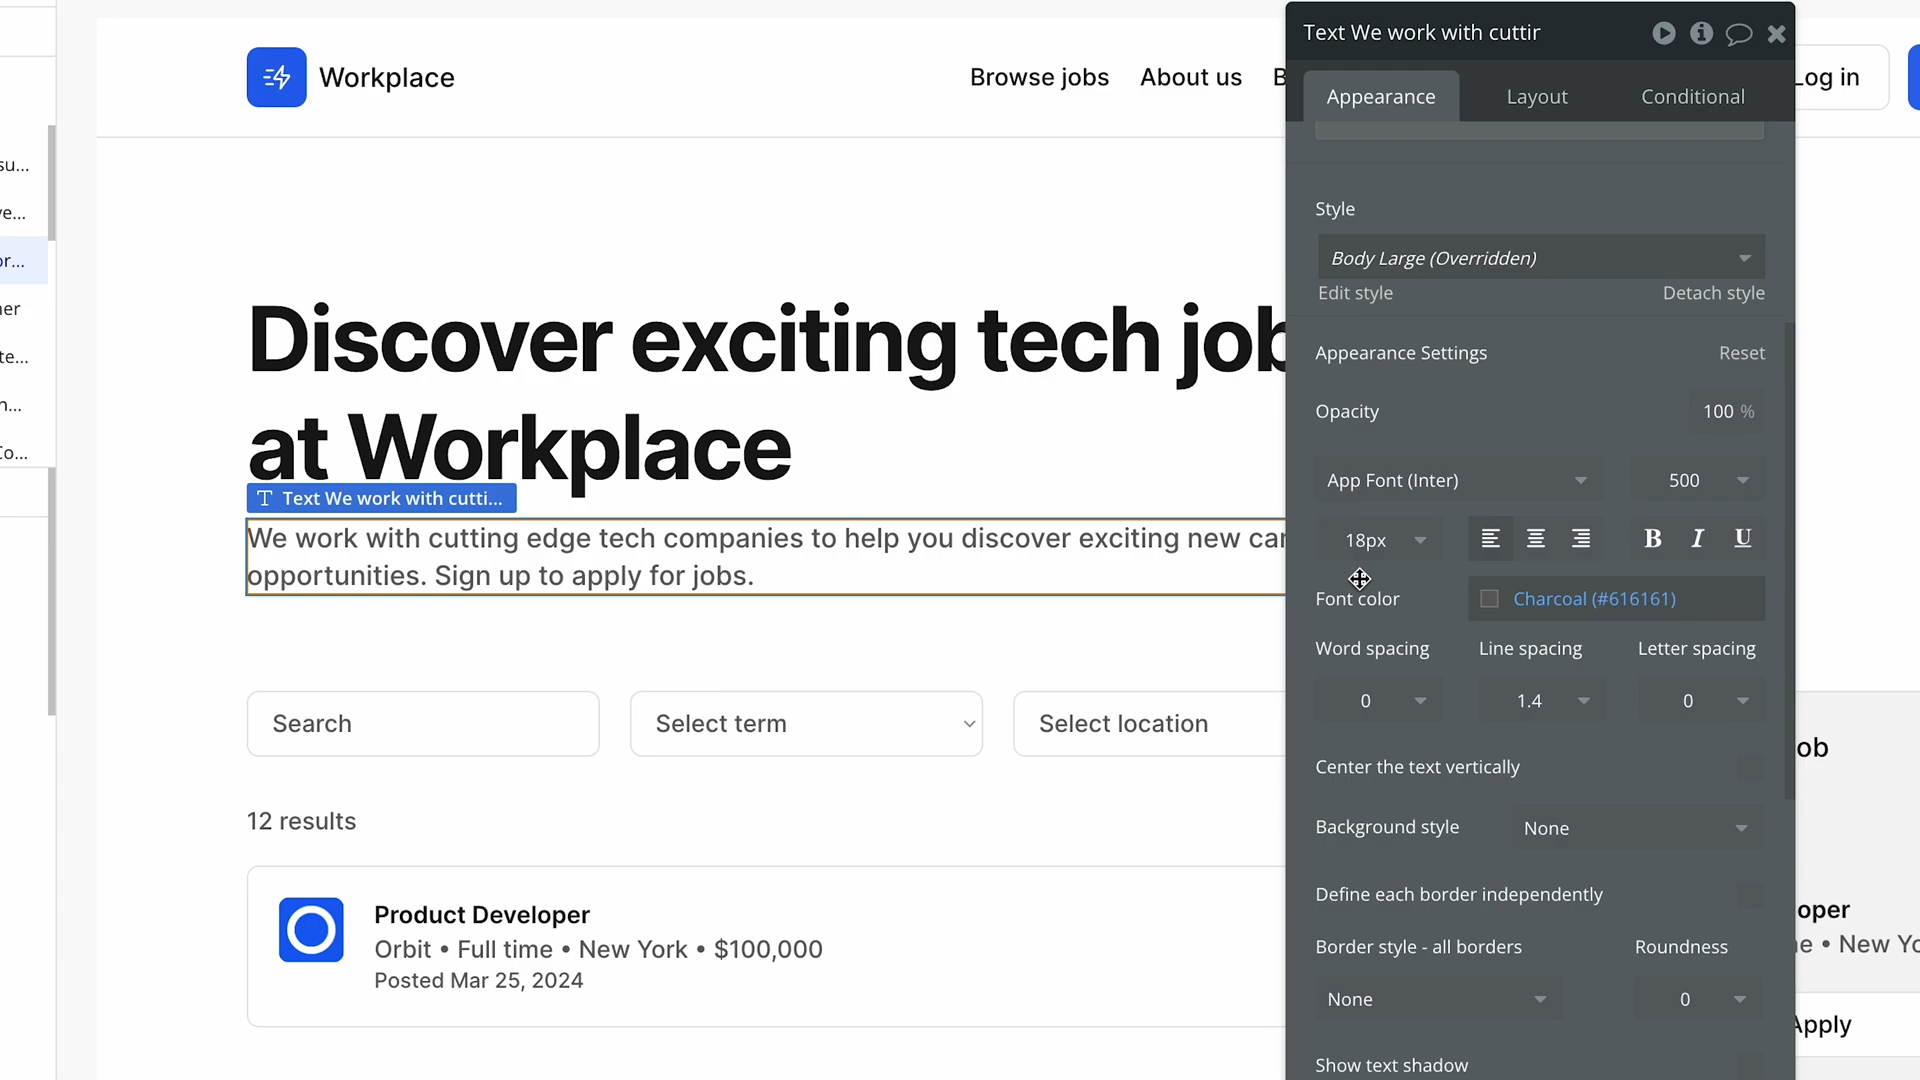 Workplace
Browse jobs
About us
B
Log in
su...
ve...
or...
ner
te...
n...
Co...
Discover exciting tech job
at Workplace
Text We work with cutti...
We work with cutting edge tech companies to help you discover exciting new car
opportunities. Sign up to apply for jobs.
Search
Select term
Select location
12 results
Product Developer
Orbit • Full time • New York • $100,000
Posted Mar 25, 2024
Text We work with cuttir
Appearance
Layout
Conditional
Style
Body Large (Overridden)
Edit style
Detach style
Appearance Settings
Reset
Opacity
100 %
App Font (Inter)
500
18px
B I U
Font color
Charcoal (#616161)
Word spacing
Line spacing
Letter spacing
0
1.4
0
Center the text vertically
Background style
None
Define each border independently
Border style - all borders
Roundness
None
0
Show text shadow
ob
oper
ne • New Yo
Apply